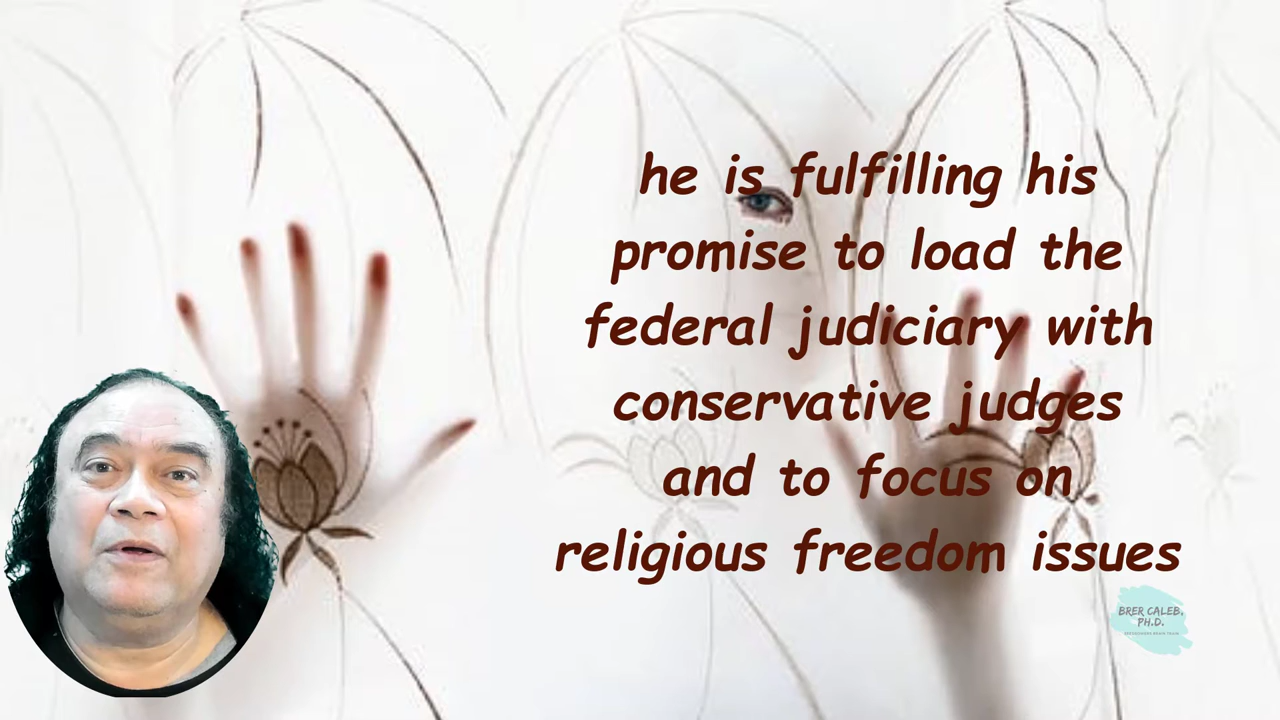 he is fulfilling his
promise to load the
federal judiciary with
conservative judges
and to focus on
religious freedom issues
BRER CALEB,
PH.D.